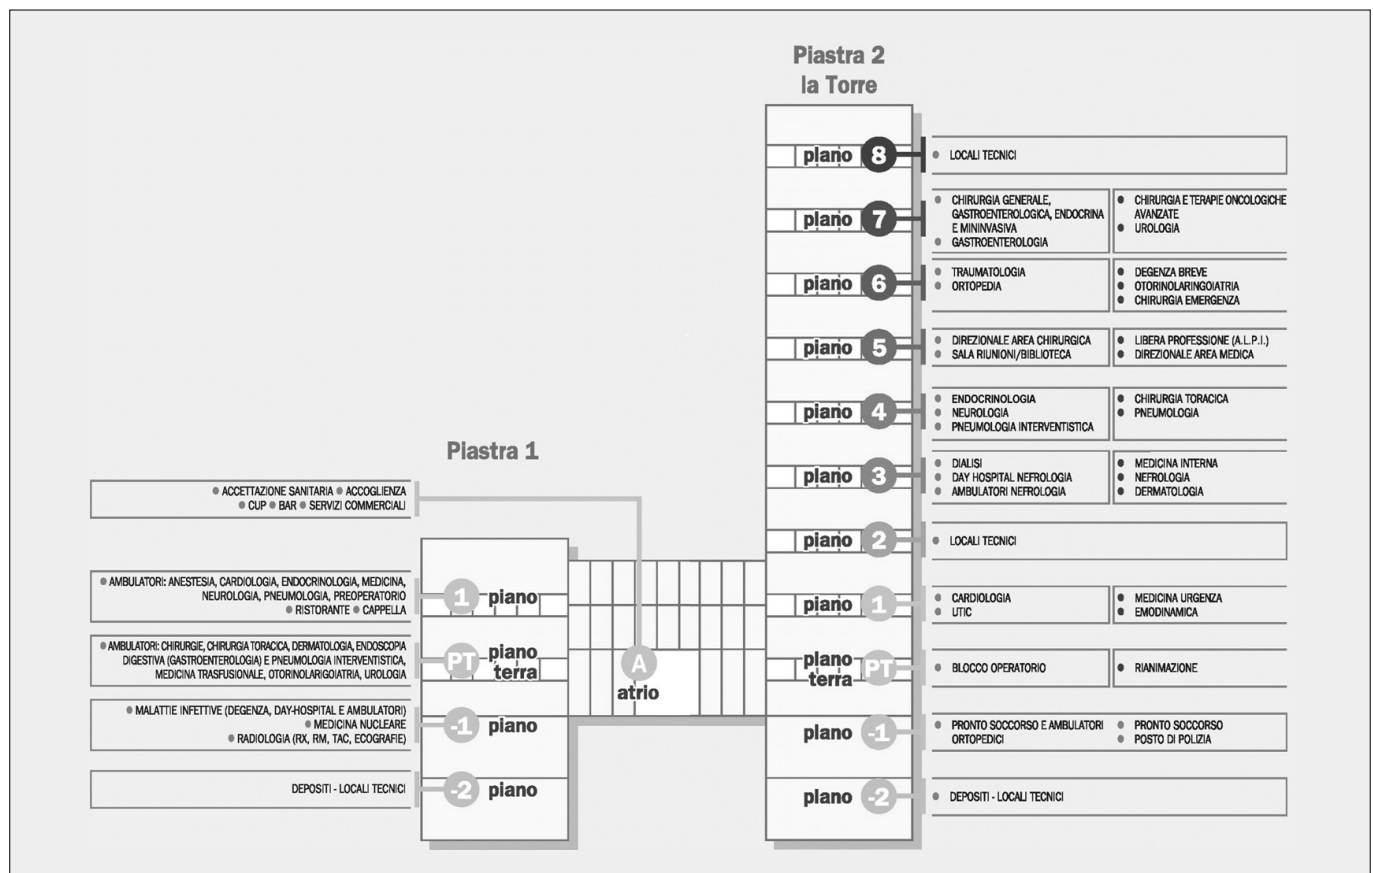 Piastra 2
la Torre
piano 8
● LOCALI TECNICI
piano 7
● CHIRURGIA GENERALE,
GASTROENTEROLOGICA, ENDOCRINA
E MININVASIVA
● GASTROENTEROLOGIA
● CHIRURGIA E TERAPIE ONCOLOGICHE
AVANZATE
● UROLOGIA
piano 6
● TRAUMATOLOGIA
● ORTOPEDIA
● DEGENZA BREVE
● OTORINOLARINGOIATRIA
● CHIRURGIA EMERGENZA
piano 5
● DIREZIONALE AREA CHIRURGICA
● SALA RIUNIONI/BIBLIOTECA
● LIBERA PROFESSIONE (A.L.P.I.)
● DIREZIONALE AREA MEDICA
piano 4
● ENDOCRINOLOGIA
● NEUROLOGIA
● PNEUMOLOGIA INTERVENTISTICA
● CHIRURGIA TORACICA
● PNEUMOLOGIA
piano 3
● DIALISI
● DAY HOSPITAL NEFROLOGIA
● AMBULATORI NEFROLOGIA
● MEDICINA INTERNA
● NEFROLOGIA
● DERMATOLOGIA
piano 2
● LOCALI TECNICI
piano 1
● CARDIOLOGIA
● UTIC
● MEDICINA URGENZA
● EMODINAMICA
piano
terra
PT
● BLOCCO OPERATORIO
● RIANIMAZIONE
piano -1
● PRONTO SOCCORSO E AMBULATORI
ORTOPEDICI
● PRONTO SOCCORSO
● POSTO DI POLIZIA
piano -2
● DEPOSITI - LOCALI TECNICI
Piastra 1
● ACCETTAZIONE SANITARIA ● ACCOGLIENZA
● CUP ● BAR ● SERVIZI COMMERCIALI
A
atrio
● AMBULATORI: ANESTESIA, CARDIOLOGIA, ENDOCRINOLOGIA, MEDICINA,
NEUROLOGIA, PNEUMOLOGIA, PREOPERATORIO
● RISTORANTE ● CAPPELLA
1 piano
● AMBULATORI: CHIRURGIE, CHIRURGIA TORACICA, DERMATOLOGIA, ENDOSCOPIA
DIGESTIVA (GASTROENTEROLOGIA) E PNEUMOLOGIA INTERVENTISTICA,
MEDICINA TRASFUSIONALE, OTORINOLARIGOIATRIA, UROLOGIA
PT
piano
terra
● MALATTIE INFETTIVE (DEGENZA, DAY-HOSPITAL E AMBULATORI)
● MEDICINA NUCLEARE
● RADIOLOGIA (RX, RM, TAC, ECOGRAFIE)
-1 piano
DEPOSITI - LOCALI TECNICI
-2 piano